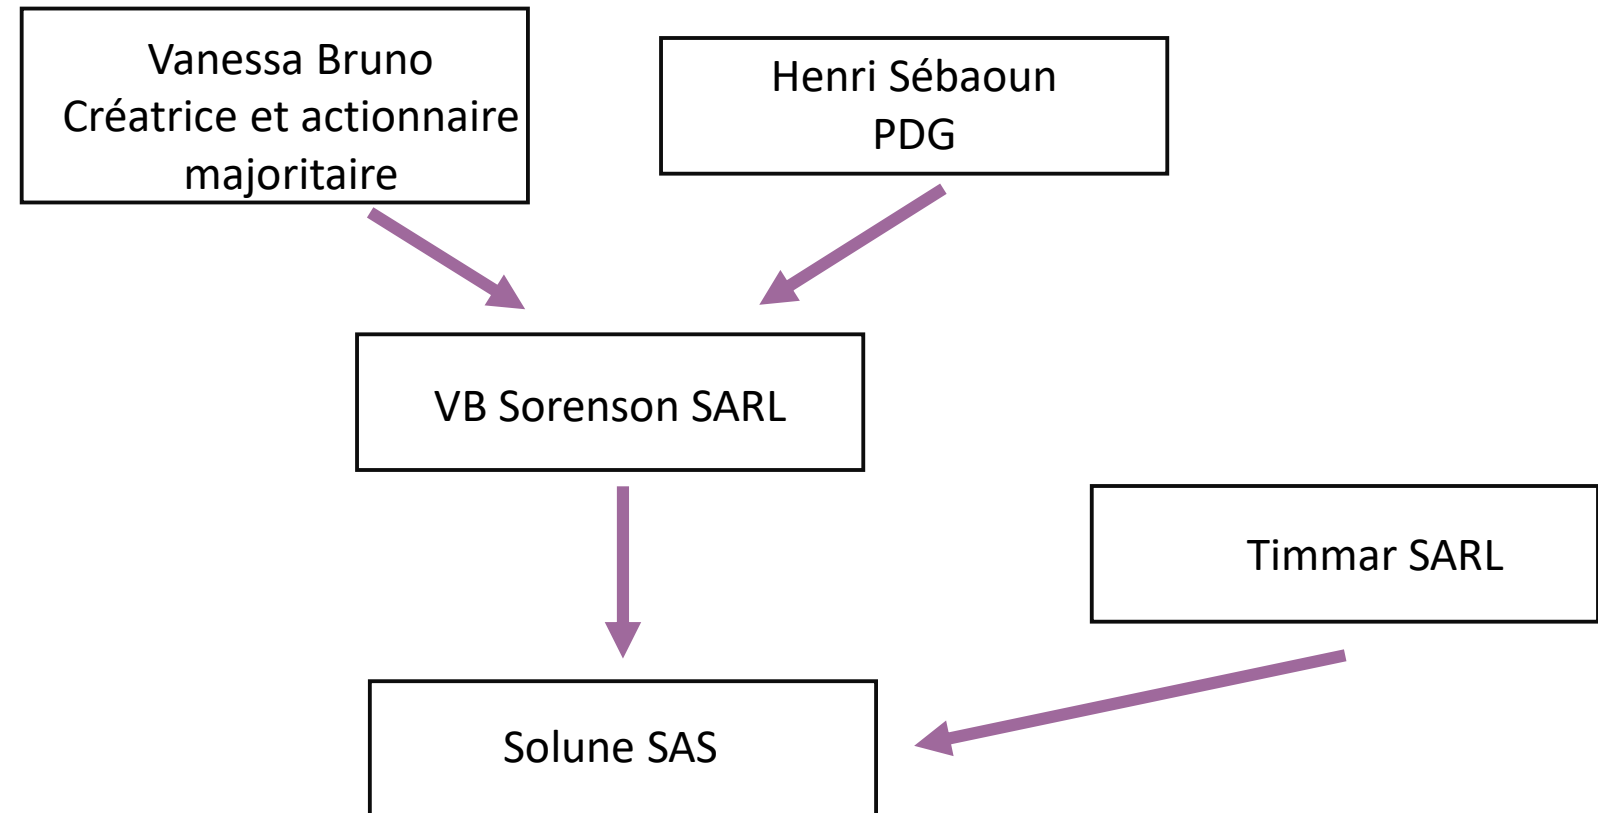 Vanessa Bruno
Créatrice et actionnaire
majoritaire
Henri Sébaoun
PDG
VB Sorenson SARL
Timmar SARL
Solune SAS